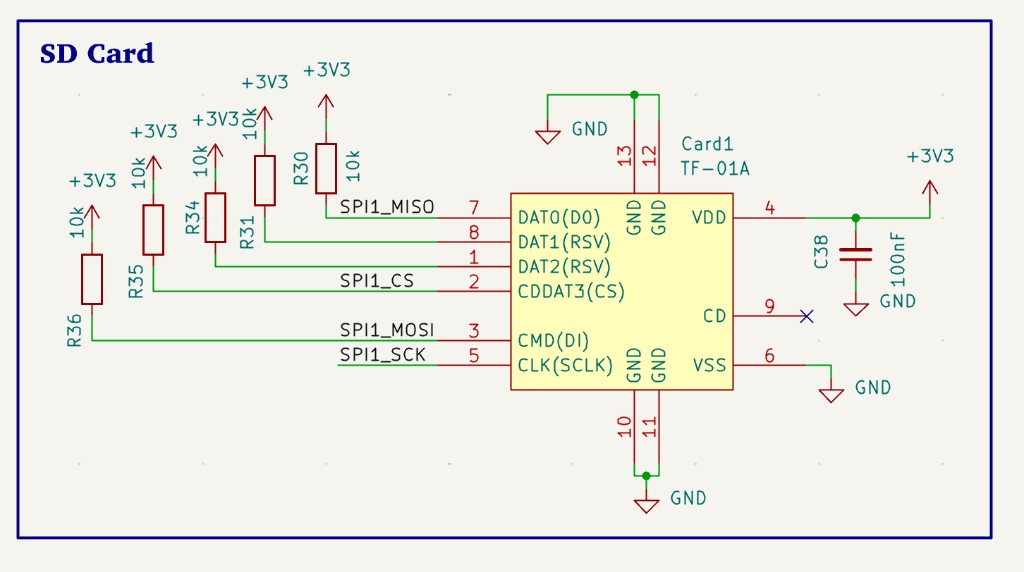 SD Card
+3V3
+3V3
+3V3
+3V3
+3V3
10k
10k
10k
10k
10k
R30
R31
R34
R35
R36
SPI1_MISO
SPI1_CS
SPI1_MOSI
SPI1_SCK
7
8
1
2
3
5
GND
13
12
Card1
TF-01A
DAT0(D0)
DAT1(RSV)
DAT2(RSV)
CDDAT3(CS)
CMD(DI)
CLK(SCLK)
GND
GND
VDD
CD
VSS
GND
GND
4
9
6
+3V3
C38
100nF
GND
GND
10
11
GND